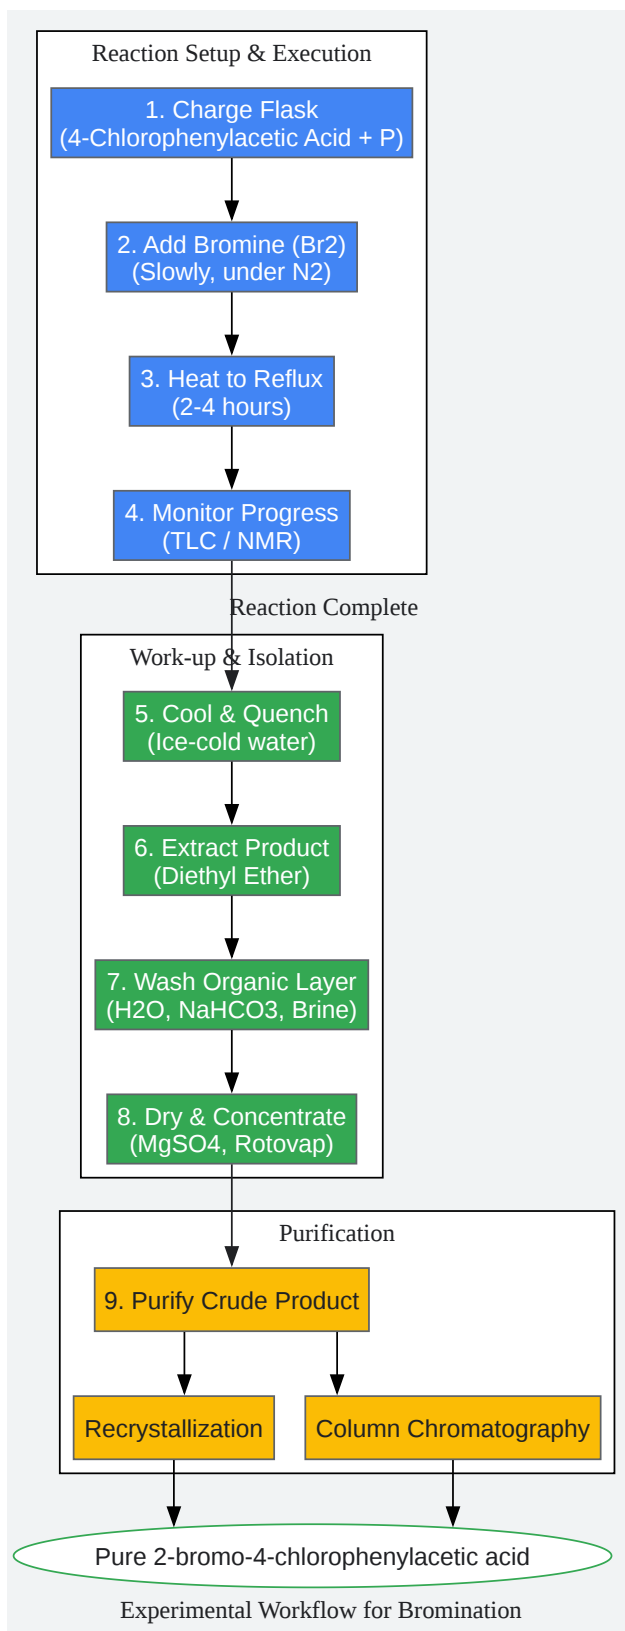 Reaction Setup & Execution
1. Charge Flask
(4-Chlorophenylacetic Acid + P)
2. Add Bromine (Br2)
(Slowly, under N2)
3. Heat to Reflux
(2-4 hours)
4. Monitor Progress
(TLC / NMR)
Reaction Complete
Work-up & Isolation
5. Cool & Quench
(Ice-cold water)
6. Extract Product
(Diethyl Ether)
7. Wash Organic Layer
(H2O, NaHCO3, Brine)
8. Dry & Concentrate
(MgSO4, Rotovap)
Purification
9. Purify Crude Product
Recrystallization
Column Chromatography
Pure 2-bromo-4-chlorophenylacetic acid
Experimental Workflow for Bromination